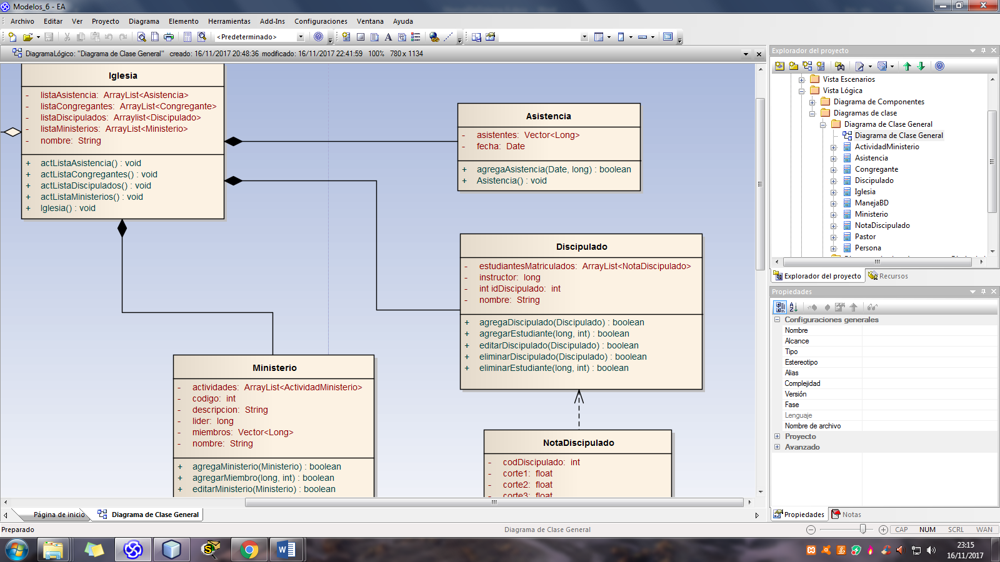 Modelos_6 - EA
Archivo Editar Ver Proyecto Diagrama Elemento Herramientas Add-Ins Configuraciones Ventana Ayuda
<Predeterminado>
DiagramaLógico: "Diagrama de Clase General" creado: 16/11/2017 20:48:36 modificado: 16/11/2017 22:41:59 100% 780 x 1134
Iglesia
- listaAsistencia: ArrayList<Asistencia>
- listaCongregantes: ArrayList<Congregante>
- listaDiscipulados: Arraylist<Discipulado>
- listaMinisterios: ArrayList<Ministerio>
- nombre: String
+ actListaAsistencia() : void
+ actListaCongregantes() : void
+ actListaDiscipulados() : void
+ actListaMinisterios() : void
+ Iglesia() : void
Asistencia
- asistentes: Vector<Long>
- fecha: Date
+ agregaAsistencia(Date, long) : boolean
+ Asistencia() : void
Discipulado
- estudiantesMatriculados: ArrayList<NotaDiscipulado>
- instructor: long
- int idDiscipulado: int
- nombre: String
+ agregaDiscipulado(Discipulado) : boolean
+ agregarEstudiante(long, int) : boolean
+ editarDiscipulado(Discipulado) : boolean
+ eliminarDiscipulado(Discipulado) : boolean
+ eliminarEstudiante(long, int) : boolean
Ministerio
- actividades: ArrayList<ActividadMinisterio>
- codigo: int
- descripcion: String
- lider: long
- miembros: Vector<Long>
- nombre: String
+ agregaMinisterio(Ministerio) : boolean
+ agregarMiembro(long, int) : boolean
+ editarMinisterio(Ministerio) : boolean
NotaDiscipulado
- codDiscipulado: int
- corte1: float
- corte2: float
- corte3: float
Página de inicio Diagrama de Clase General
Explorador del proyecto
Vista Escenarios
Vista Lógica
Diagrama de Componentes
Diagramas de clase
Diagrama de Clase General
Diagrama de Clase General
ActividadMinisterio
Asistencia
Congregante
Discipulado
Iglesia
ManejaBD
Ministerio
NotaDiscipulado
Pastor
Persona
Explorador del proyecto Recursos
Propiedades
Configuraciones generales
Nombre
Alcance
Tipo
Estereotipo
Alias
Complejidad
Versión
Fase
Lenguaje
Nombre de archivo
Proyecto
Avanzado
Propiedades Notas
Preparado Diagrama de Clase General CAP NUM SCRL WAN
23:15
16/11/2017